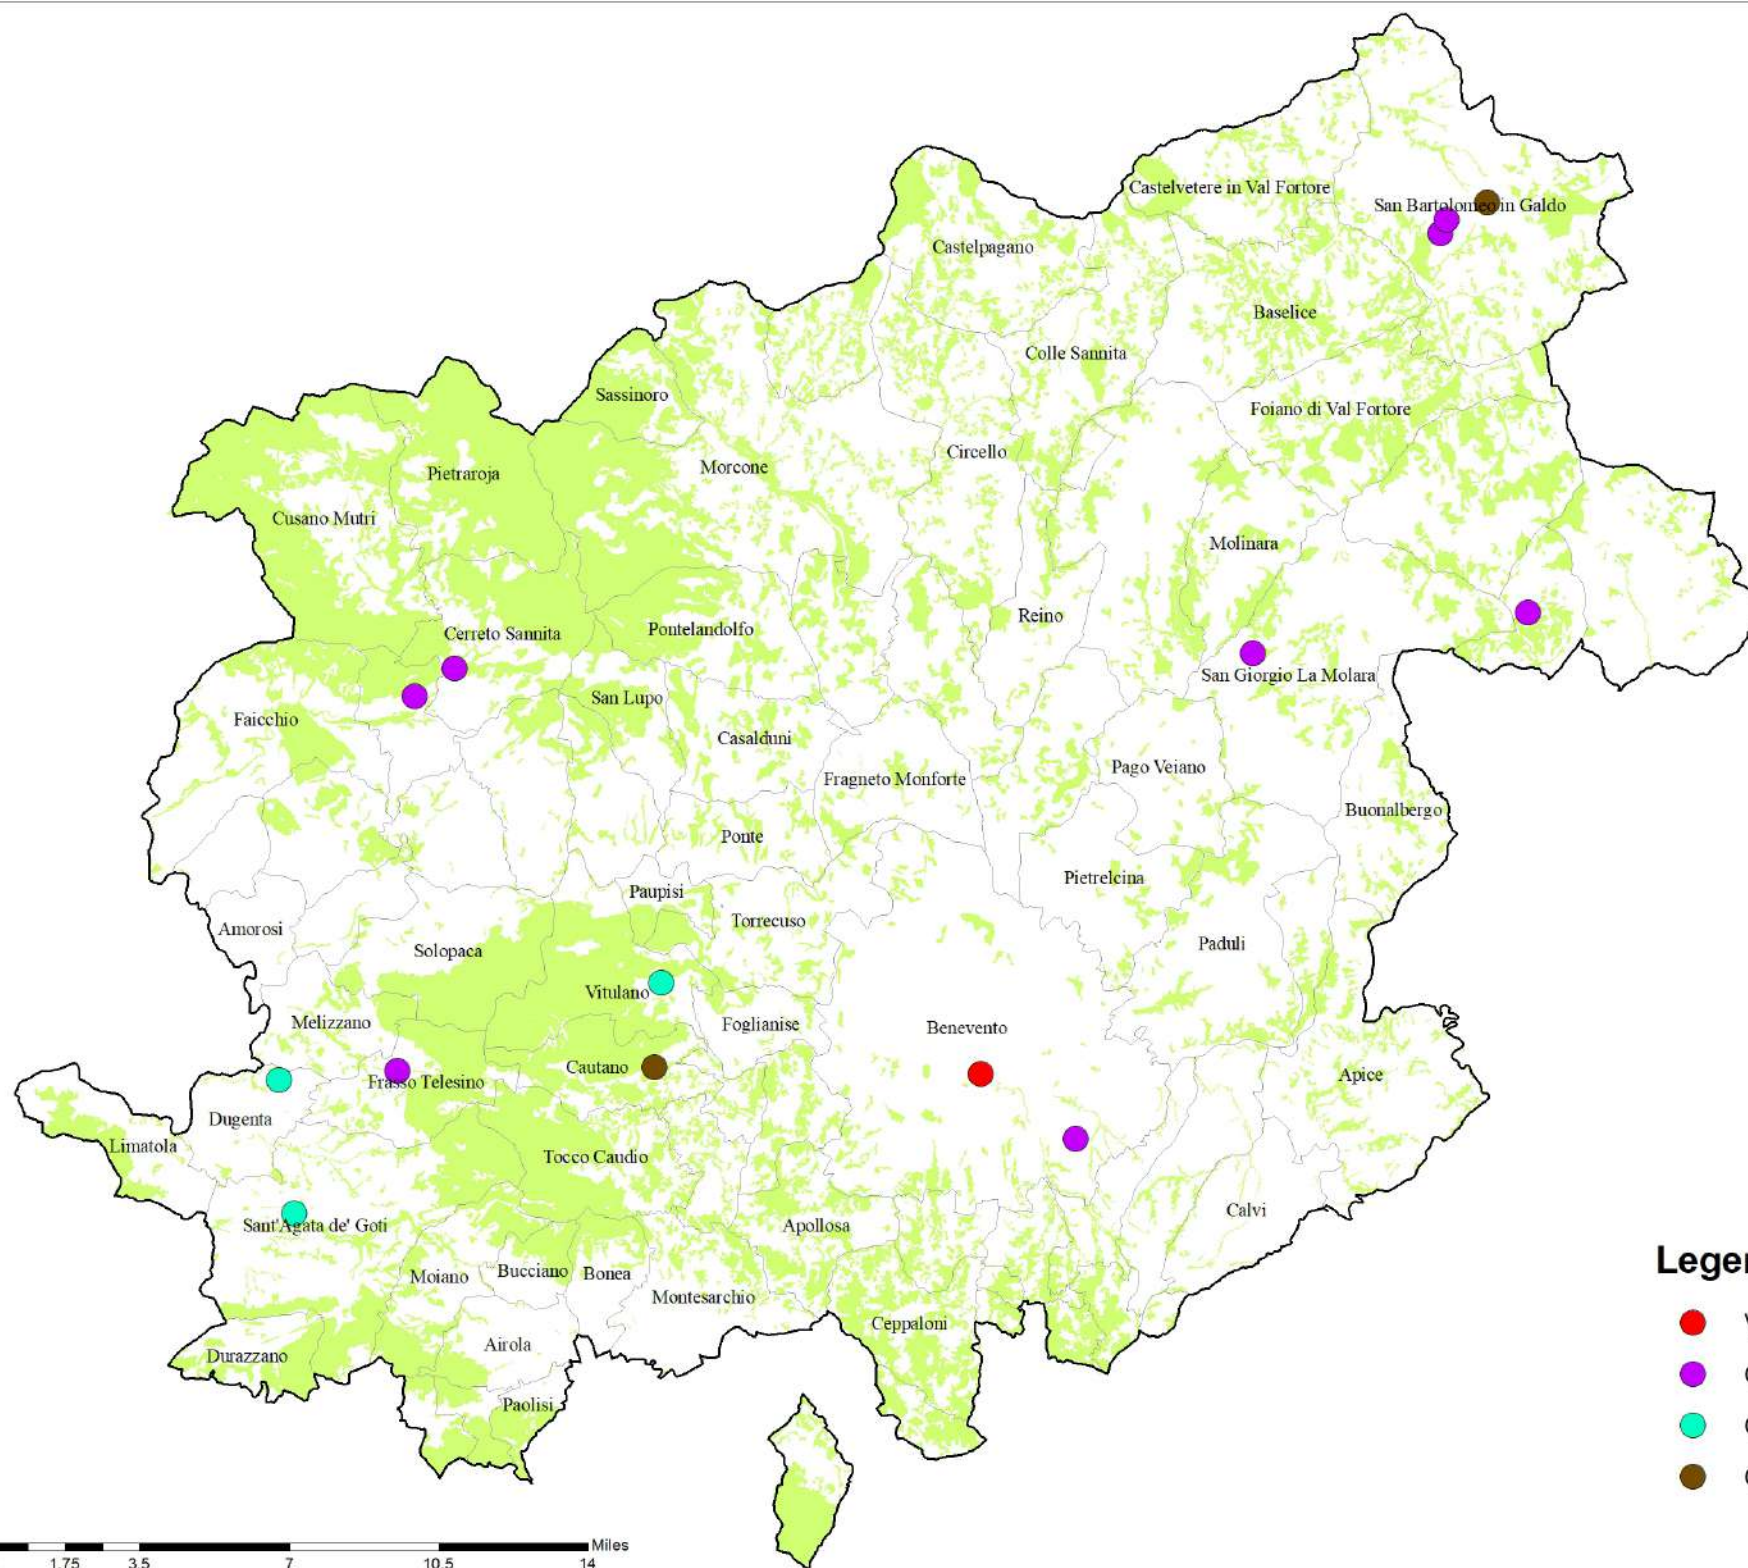 Castelvetere in Val Fortore
San Bartolomeo in Galdo
Castelpagano
Baselice
Colle Sannita
Sassinoro
Foiano di Val Fortore
Circello
Morcone
Pietraroja
Cusano Mutri
Molinara
Reino
Pontelandolfo
Cerreto Sannita
San Giorgio La Molara
San Lupo
Faicchio
Casalduni
Pago Veiano
Fragneto Monforte
Buonalbergo
Ponte
Pietrelcina
Paupisi
Torrecuso
Amorosi
Paduli
Solopaca
Vitulano
Melizzano
Foglianise
Benevento
Cautano
Apice
Frasso Telesino
Dugenta
Limatola
Tocco Caudio
Calvi
Sant'Agata de' Goti
Apollosa
Bucciano
Bonea
Moiano
Montesarchio
Ceppaloni
Airola
Durazzano
Paolisi
Miles
1.75 3.5 7 10.5 14